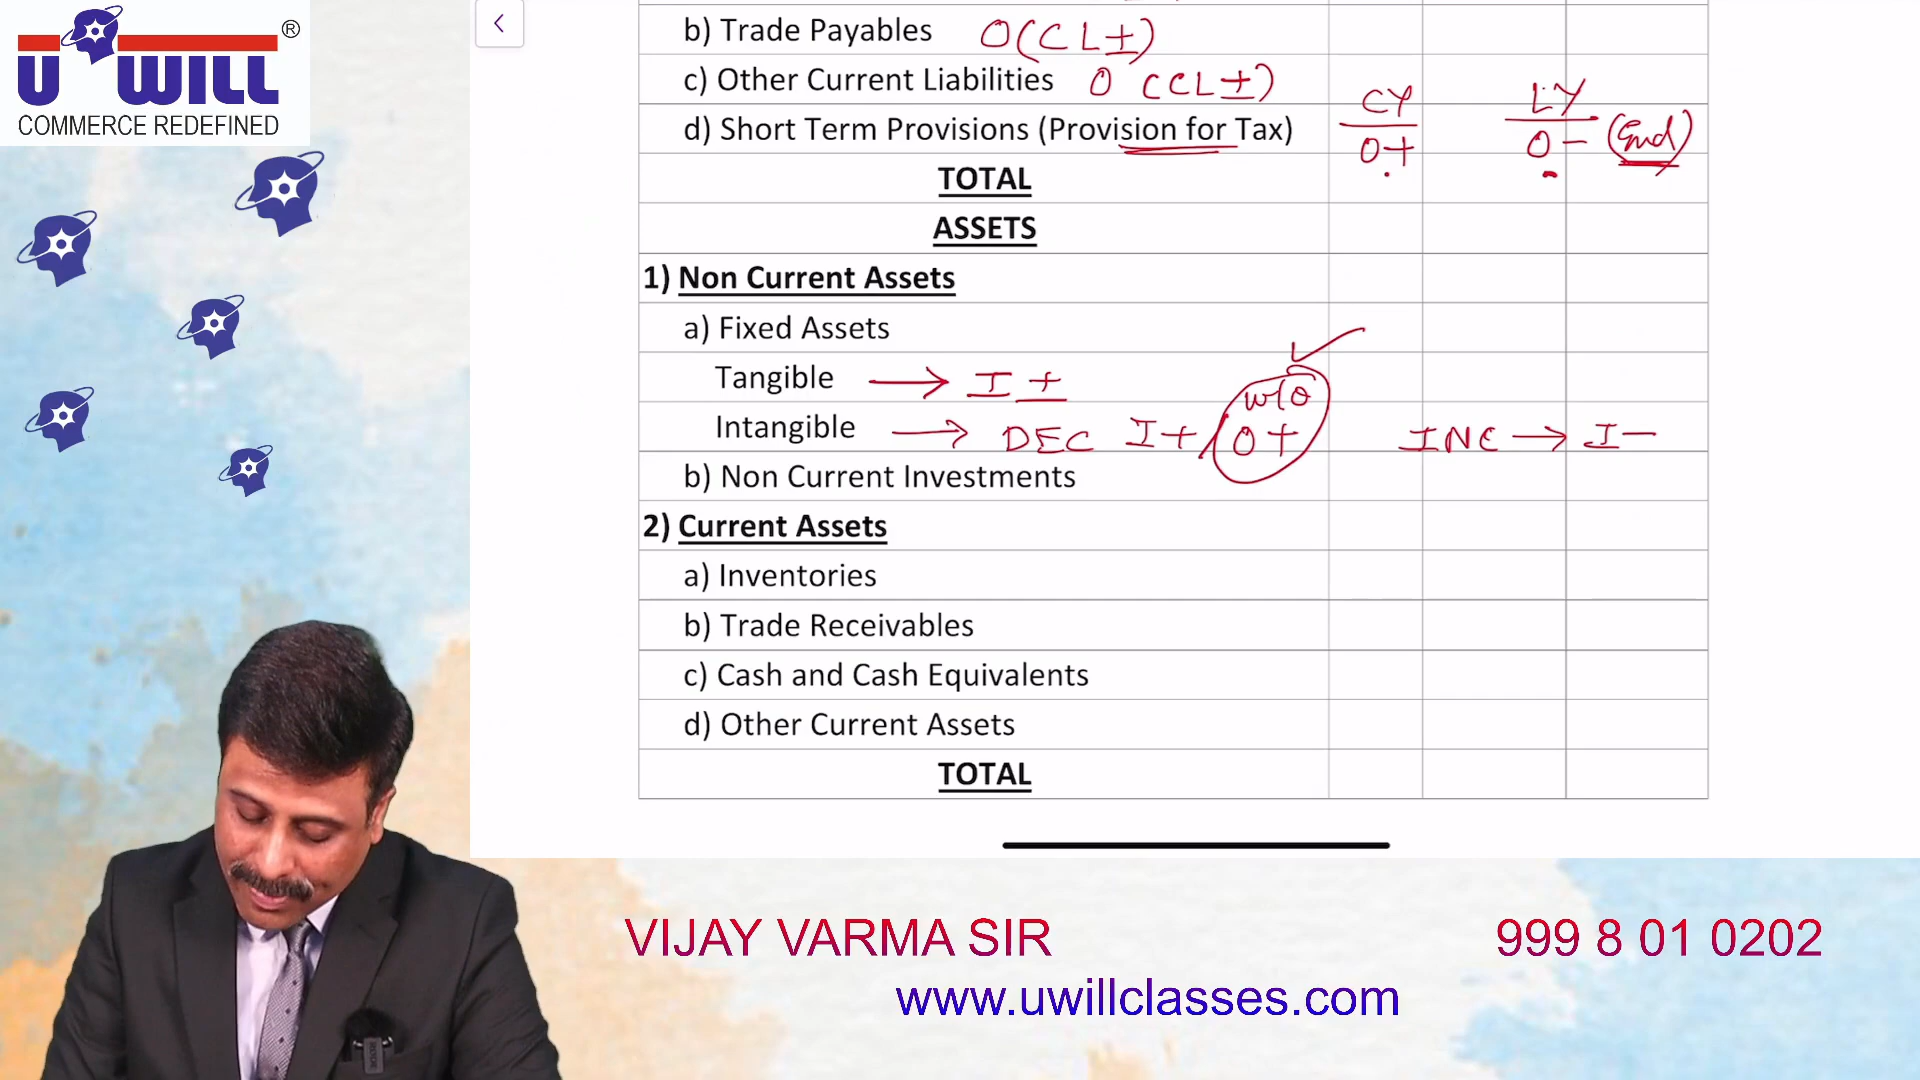 U WILL ®
COMMERCE REDEFINED
b) Trade Payables O (CL ±)
c) Other Current Liabilities O (CL ±)
CY LY
d) Short Term Provisions (Provision for Tax) O+ O- (End)
TOTAL
ASSETS
1) Non Current Assets
a) Fixed Assets
Tangible → I +
w/o
Intangible → DEC I+/ O+ INC → I-
b) Non Current Investments
2) Current Assets
a) Inventories
b) Trade Receivables
c) Cash and Cash Equivalents
d) Other Current Assets
TOTAL
VIJAY VARMA SIR 999 8 01 0202
www.uwillclasses.com